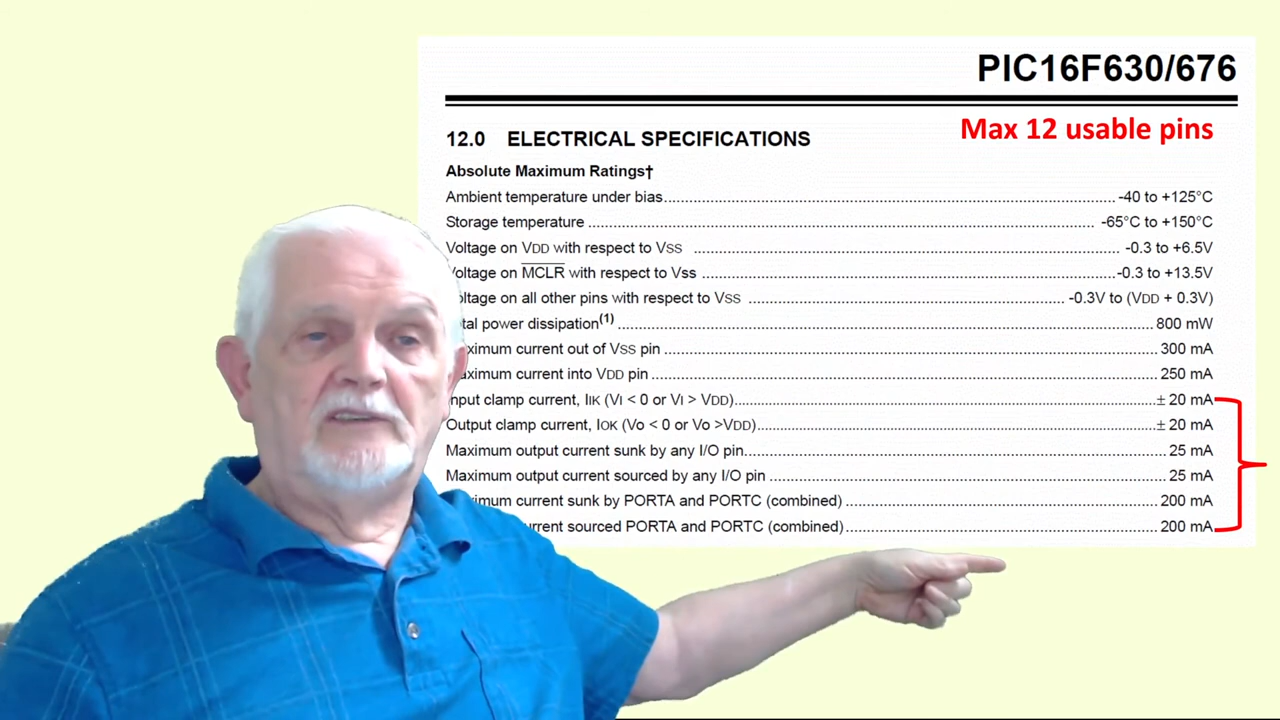 PIC16F630/676
Max 12 usable pins
12.0 ELECTRICAL SPECIFICATIONS
Absolute Maximum Ratings†
Ambient temperature under bias -40 to +125°C
Storage temperature -65°C to +150°C
Voltage on VDD with respect to VSS -0.3 to +6.5V
Voltage on MCLR with respect to Vss -0.3 to +13.5V
oltage on all other pins with respect to VSS -0.3V to (VDD + 0.3V)
tal power dissipation(1) 800 mW
ximum current out of VSS pin 300 mA
ximum current into VDD pin 250 mA
nput clamp current, IIK (VI < 0 or VI > VDD) ± 20 mA
Output clamp current, IOK (Vo < 0 or Vo >VDD) ± 20 mA
Maximum output current sunk by any I/O pin 25 mA
Maximum output current sourced by any I/O pin 25 mA
imum current sunk by PORTA and PORTC (combined) 200 mA
rrent sourced PORTA and PORTC (combined) 200 mA